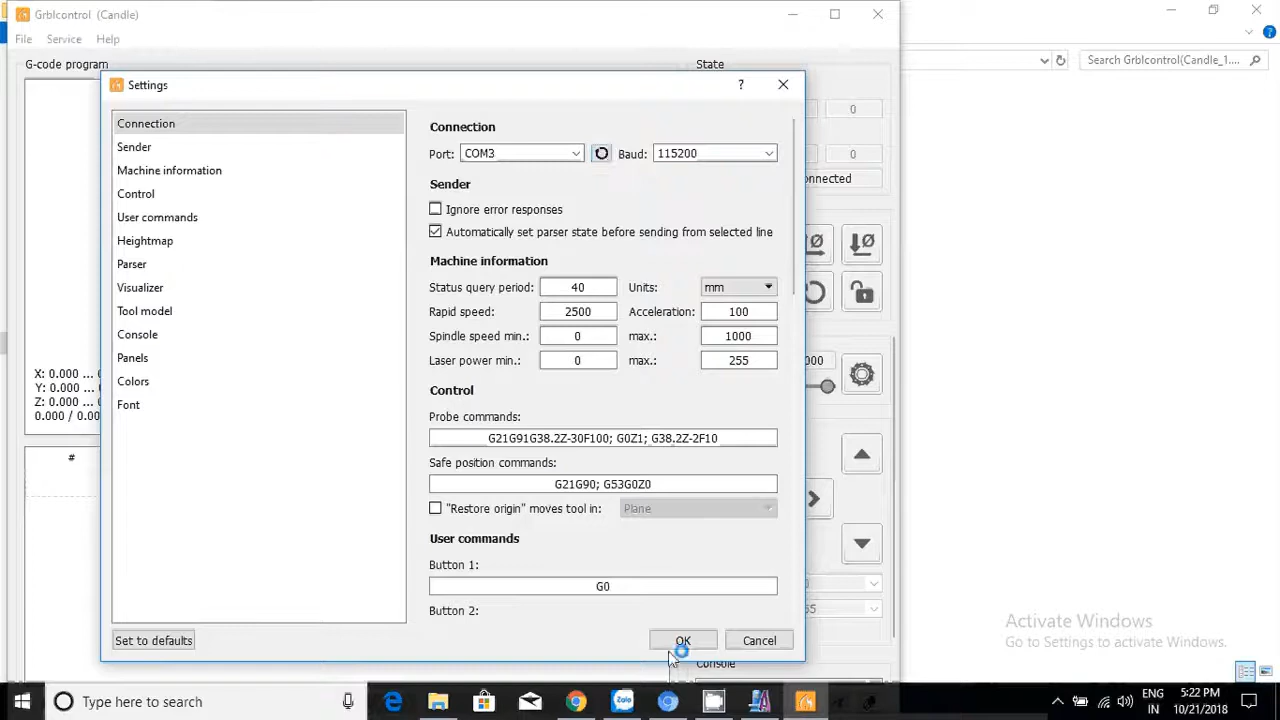 Grblcontrol (Candle)
File Service Help
G-code program
State
Search Grblcontrol(Candle_1....
Settings
?
Connection
Sender
Machine information
Control
User commands
Heightmap
Parser
Visualizer
Tool model
Console
Panels
Colors
Font
Connection
Port: COM3 Baud: 115200
Sender
Ignore error responses
Automatically set parser state before sending from selected line
Machine information
Status query period: 40 Units: mm
Rapid speed: 2500 Acceleration: 100
Spindle speed min.: 0 max.: 1000
Laser power min.: 0 max.: 255
Control
Probe commands:
G21G91G38.2Z-30F100; G0Z1; G38.2Z-2F10
Safe position commands:
G21G90; G53G0Z0
"Restore origin" moves tool in: Plane
User commands
Button 1:
G0
Button 2:
Set to defaults OK Cancel
0
0
onnected
000
X: 0.000 ...
Y: 0.000 ...
Z: 0.000 ...
0.000 / 0.00
#
55
Console
Activate Windows
Go to Settings to activate Windows.
Type here to search
Zalo
ENG
IN
5:22 PM
10/21/2018